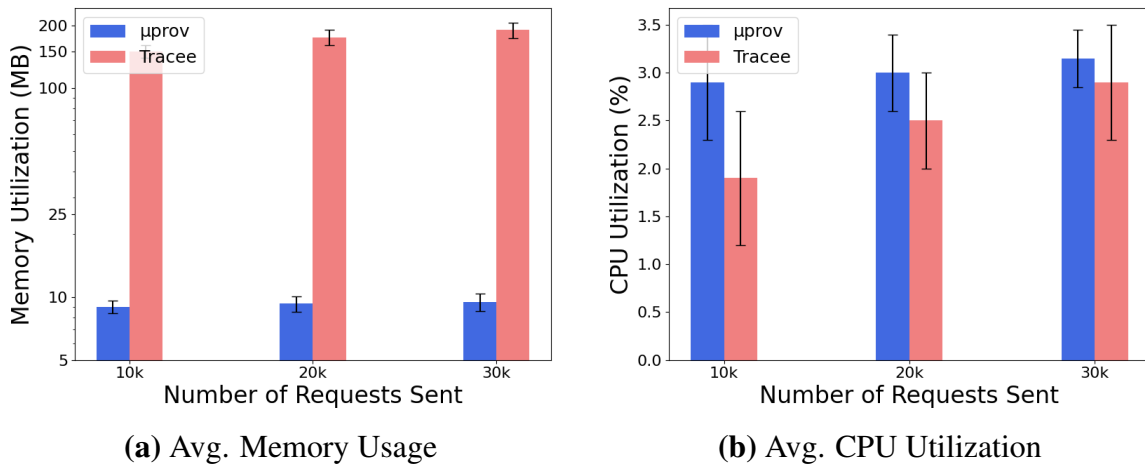 Memory Utilization (MB)
200
150
100
25
10
5
μprov
Tracee
10k
20k
30k
Number of Requests Sent
(a) Avg. Memory Usage
CPU Utilization (%)
3.5
3.0
2.5
2.0
1.5
1.0
0.5
0.0
μprov
Tracee
10k
20k
30k
Number of Requests Sent
(b) Avg. CPU Utilization